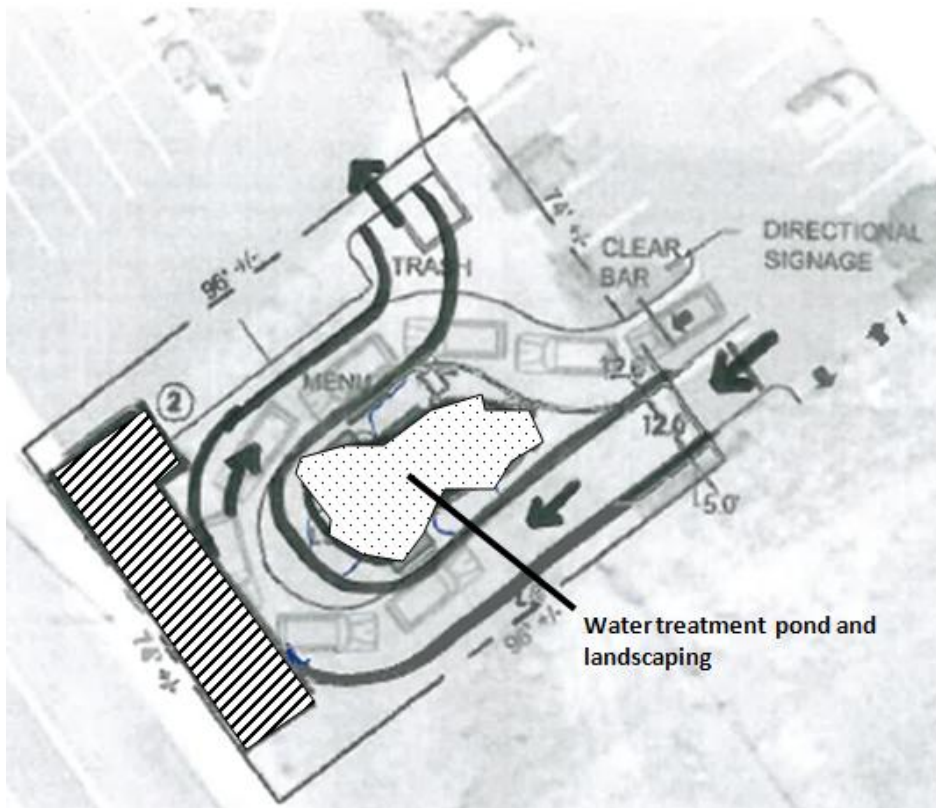 96' +/-
74' +/-
TRASH
CLEAR
BAR
DIRECTIONAL
SIGNAGE
MENU
2
12.0'
12.0'
5.0'
74' +/-
96' +/-
Water treatment pond and
landscaping